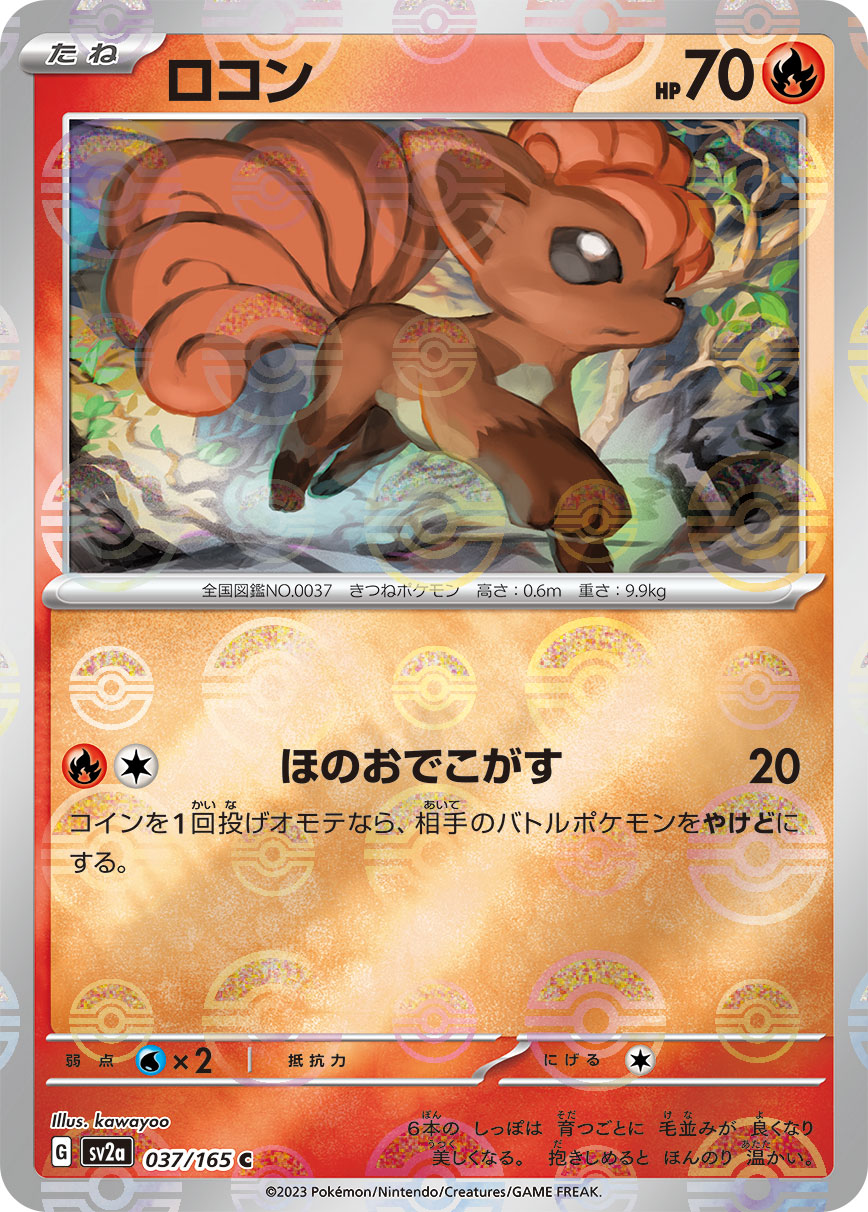 たね
ロコン
HP70
全国図鑑NO.0037 きつねポケモン 高さ:0.6m 重さ:9.9kg
ほのおでこがす 20
コインを1回投げオモテなら、相手のバトルポケモンをやけどに
する。
弱点 ×2 抵抗力 にげる
Illus. kawayoo
G sv2a 037/165 C
6本の しっぽは 育つごとに 毛並みが 良くなり
美しくなる。 抱きしめると ほんのり 温かい。
©2023 Pokémon/Nintendo/Creatures/GAME FREAK.